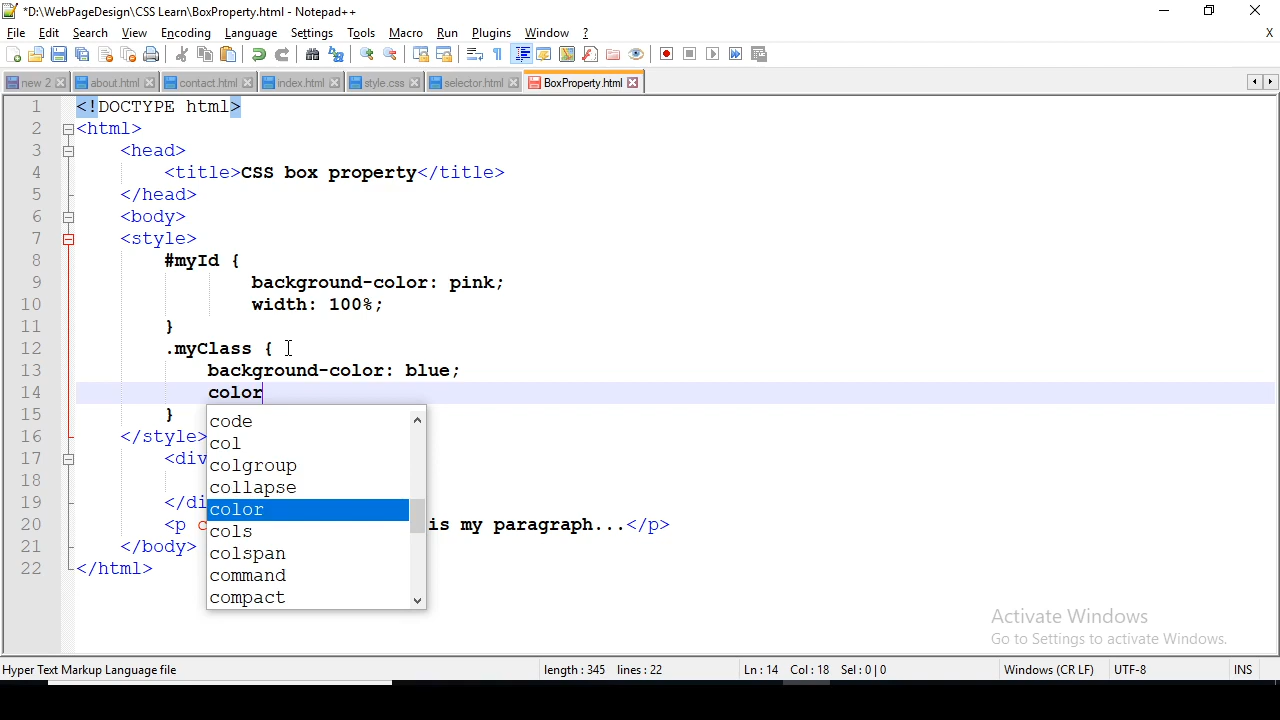 *D:\WebPageDesign\CSS Learn\BoxProperty.html - Notepad++
File Edit Search View Encoding Language Settings Tools Macro Run Plugins Window ? X
new 2 about.html contact.html index.html style.css selector.html BoxProperty.html
1 <!DOCTYPE html>
2 <html>
3 <head>
4 <title>CSS box property</title>
5 </head>
6 <body>
7 <style>
8 #myId {
9 background-color: pink;
10 width: 100%;
11 }
12 .myClass {
13 background-color: blue;
14 color
15 }
16 </style>
17 <div
18
19 </di
20 <p c is my paragraph...</p>
21 </body>
22 </html>
code
col
colgroup
collapse
color
cols
colspan
command
compact
Activate Windows
Go to Settings to activate Windows.
Hyper Text Markup Language file length : 345 lines : 22 Ln : 14 Col : 18 Sel : 0 | 0 Windows (CR LF) UTF-8 INS